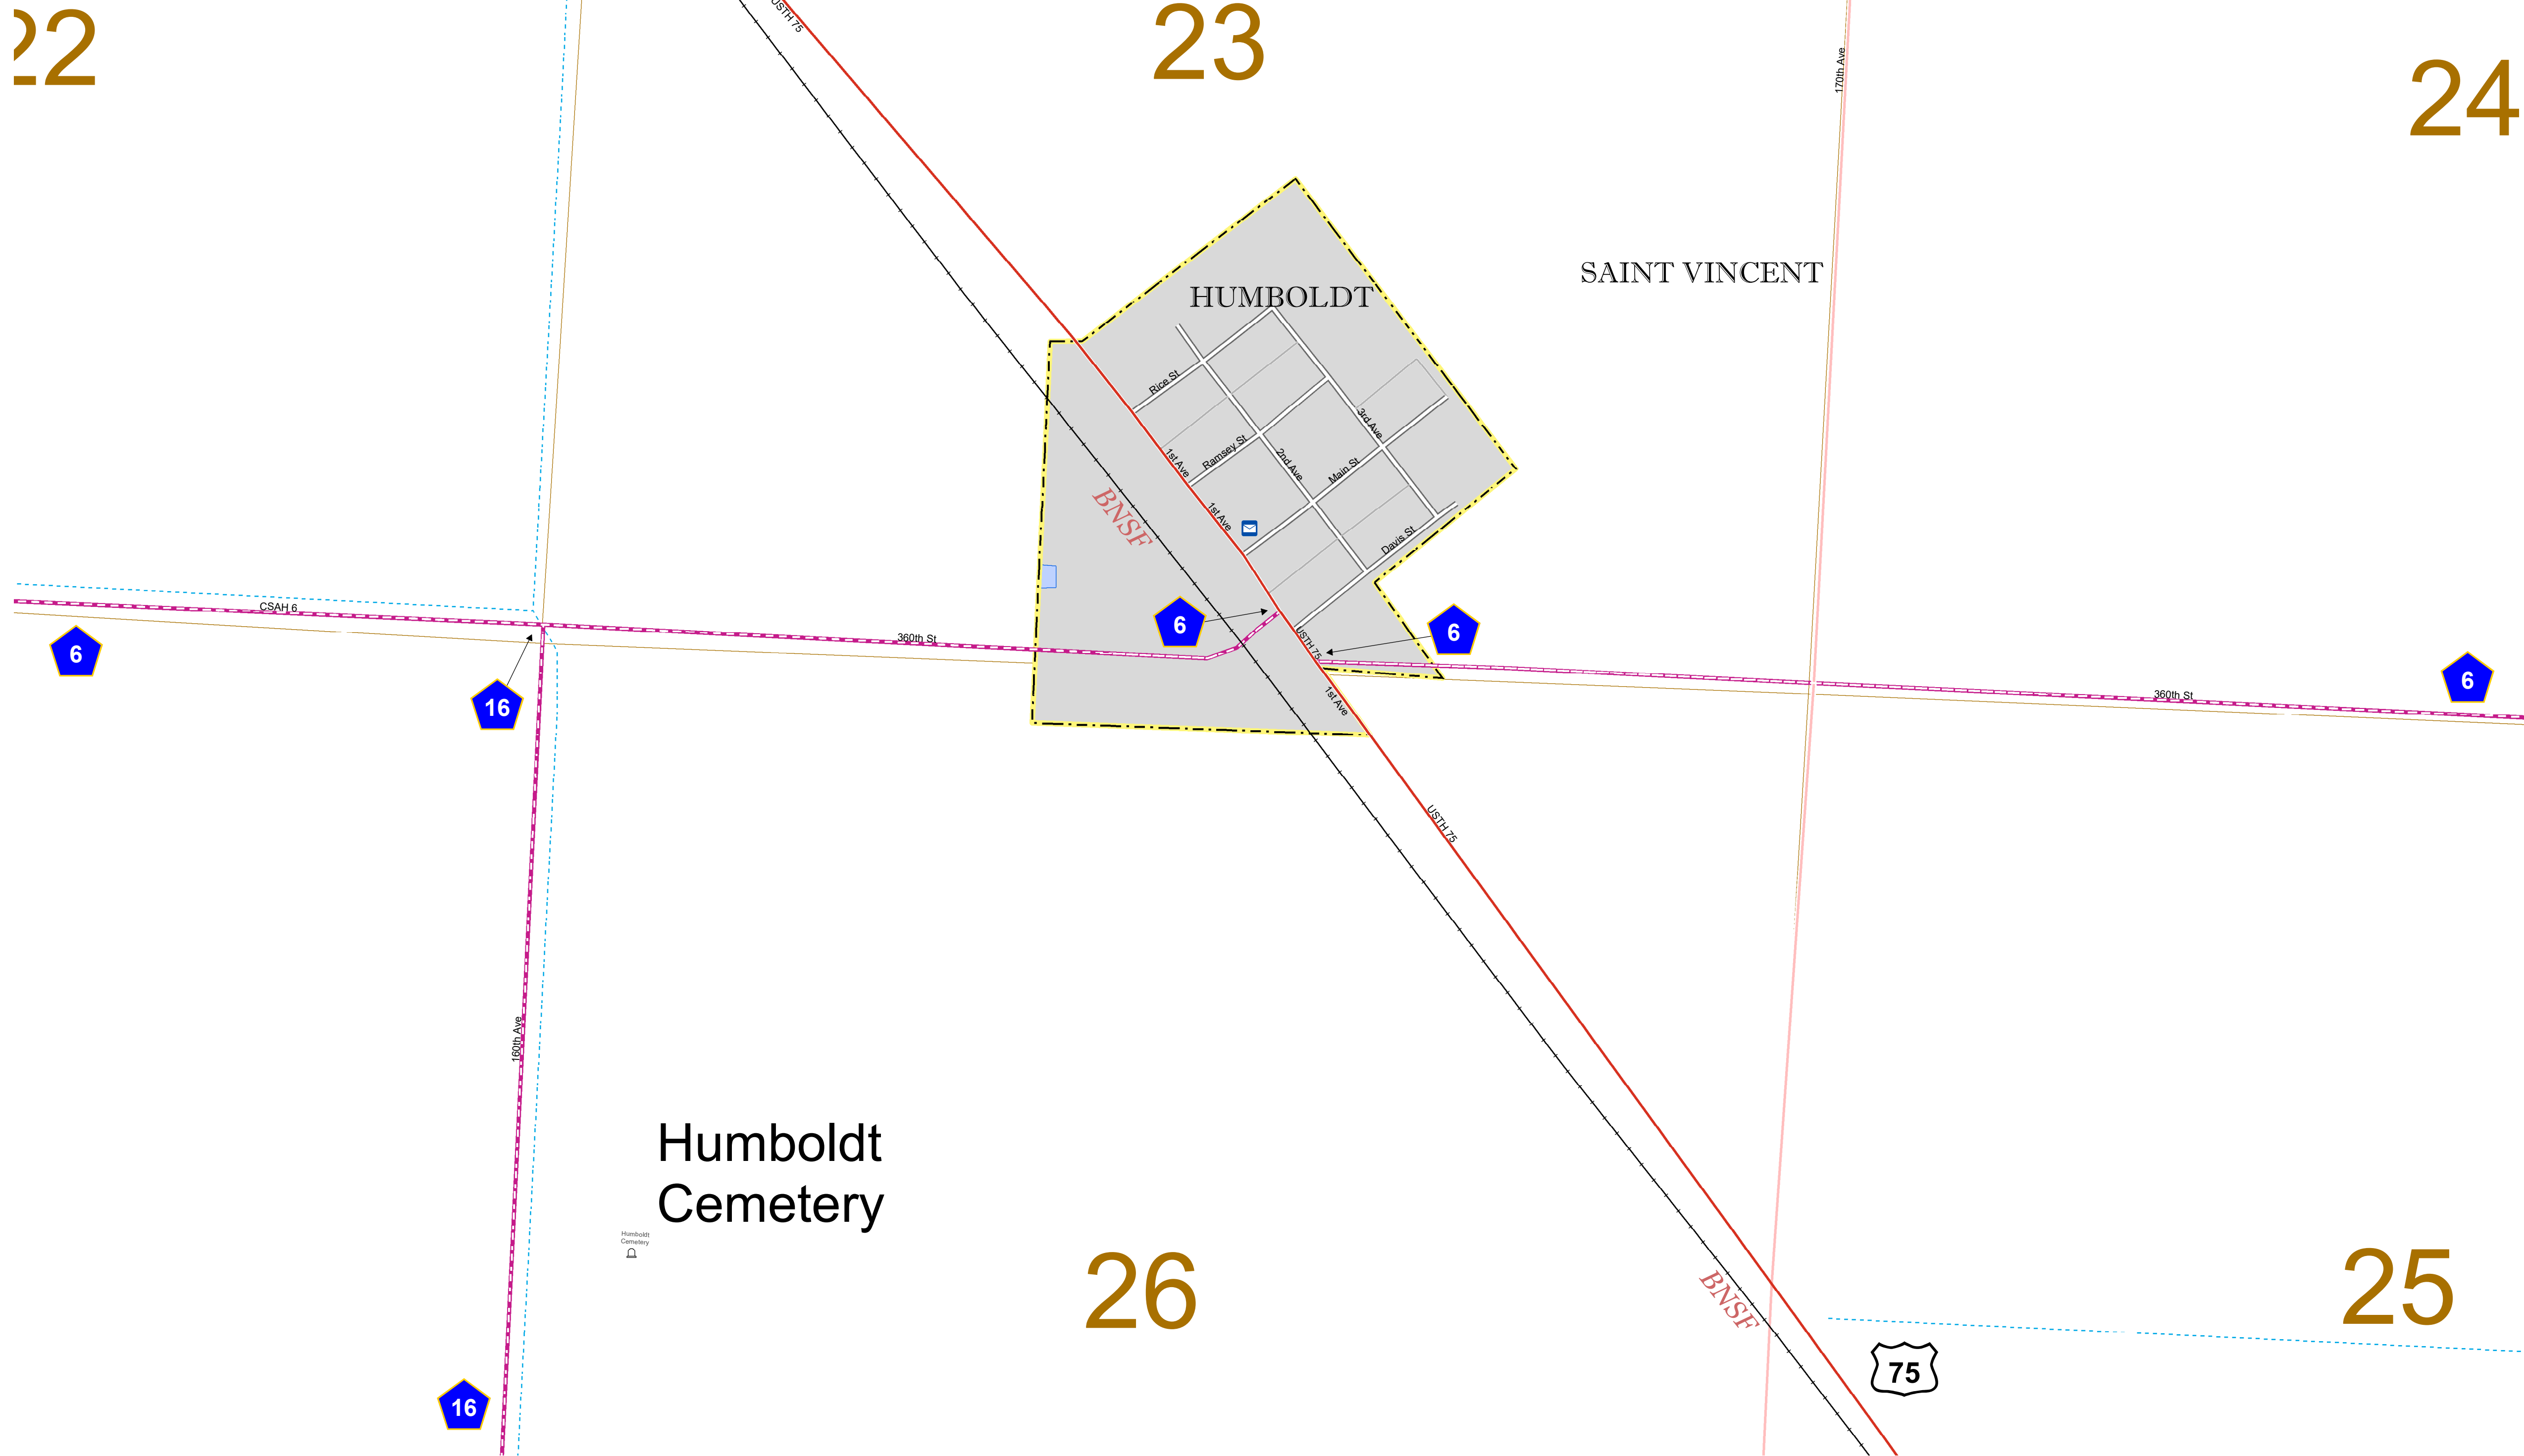 USTH 75
22
23
24
170th Ave
SAINT VINCENT
HUMBOLDT
Rice St
3rd Ave
1st Ave
Ramsey St
2nd Ave
Main St
BNSF
1st Ave
Davis St
CSAH 6
6
360th St
6
USTH 75
6
6
16
1st Ave
360th St
USTH 75
160th Ave
Humboldt
Cemetery
Humboldt
Cemetery
26
25
BNSF
75
16